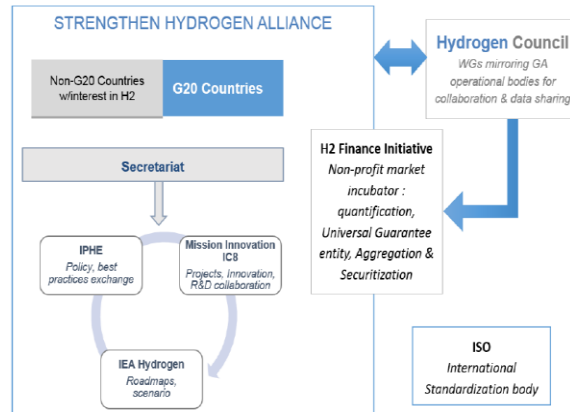 STRENGTHEN HYDROGEN ALLIANCE
Non-G20 Countries
w/interest in H2
G20 Countries
Secretariat
IPHE
Policy, best
practices exchange
Mission Innovation
IC8
Projects, Innovation,
R&D collaboration
IEA Hydrogen
Roadmaps,
scenario
Hydrogen Council
WGs mirroring GA
operational bodies for
collaboration & data sharing
H2 Finance Initiative
Non-profit market
incubator :
quantification,
Universal Guarantee
entity, Aggregation &
Securitization
ISO
International
Standardization body